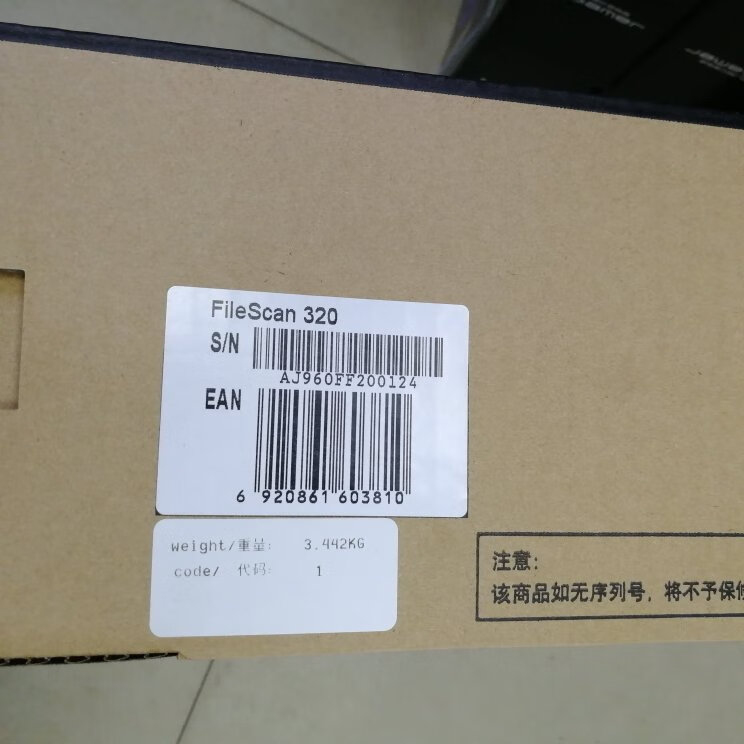 FileScan 320
S/N
AJ960FF200124
EAN
6 920861 603810
weight/重量: 3.442KG
code/ 代码: 1
注意:
该商品如无序列号，将不予保修